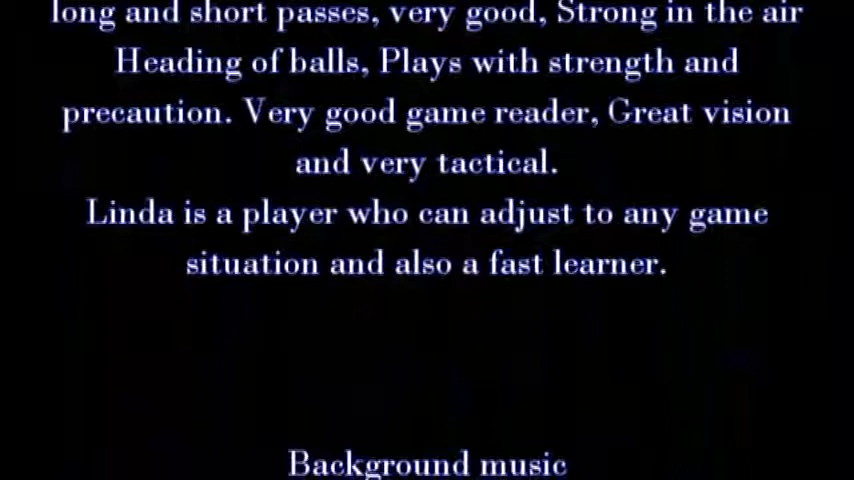 long and short passes, very good, Strong in the air
Heading of balls, Plays with strength and
precaution. Very good game reader, Great vision
and very tactical.
Linda is a player who can adjust to any game
situation and also a fast learner.
Background music